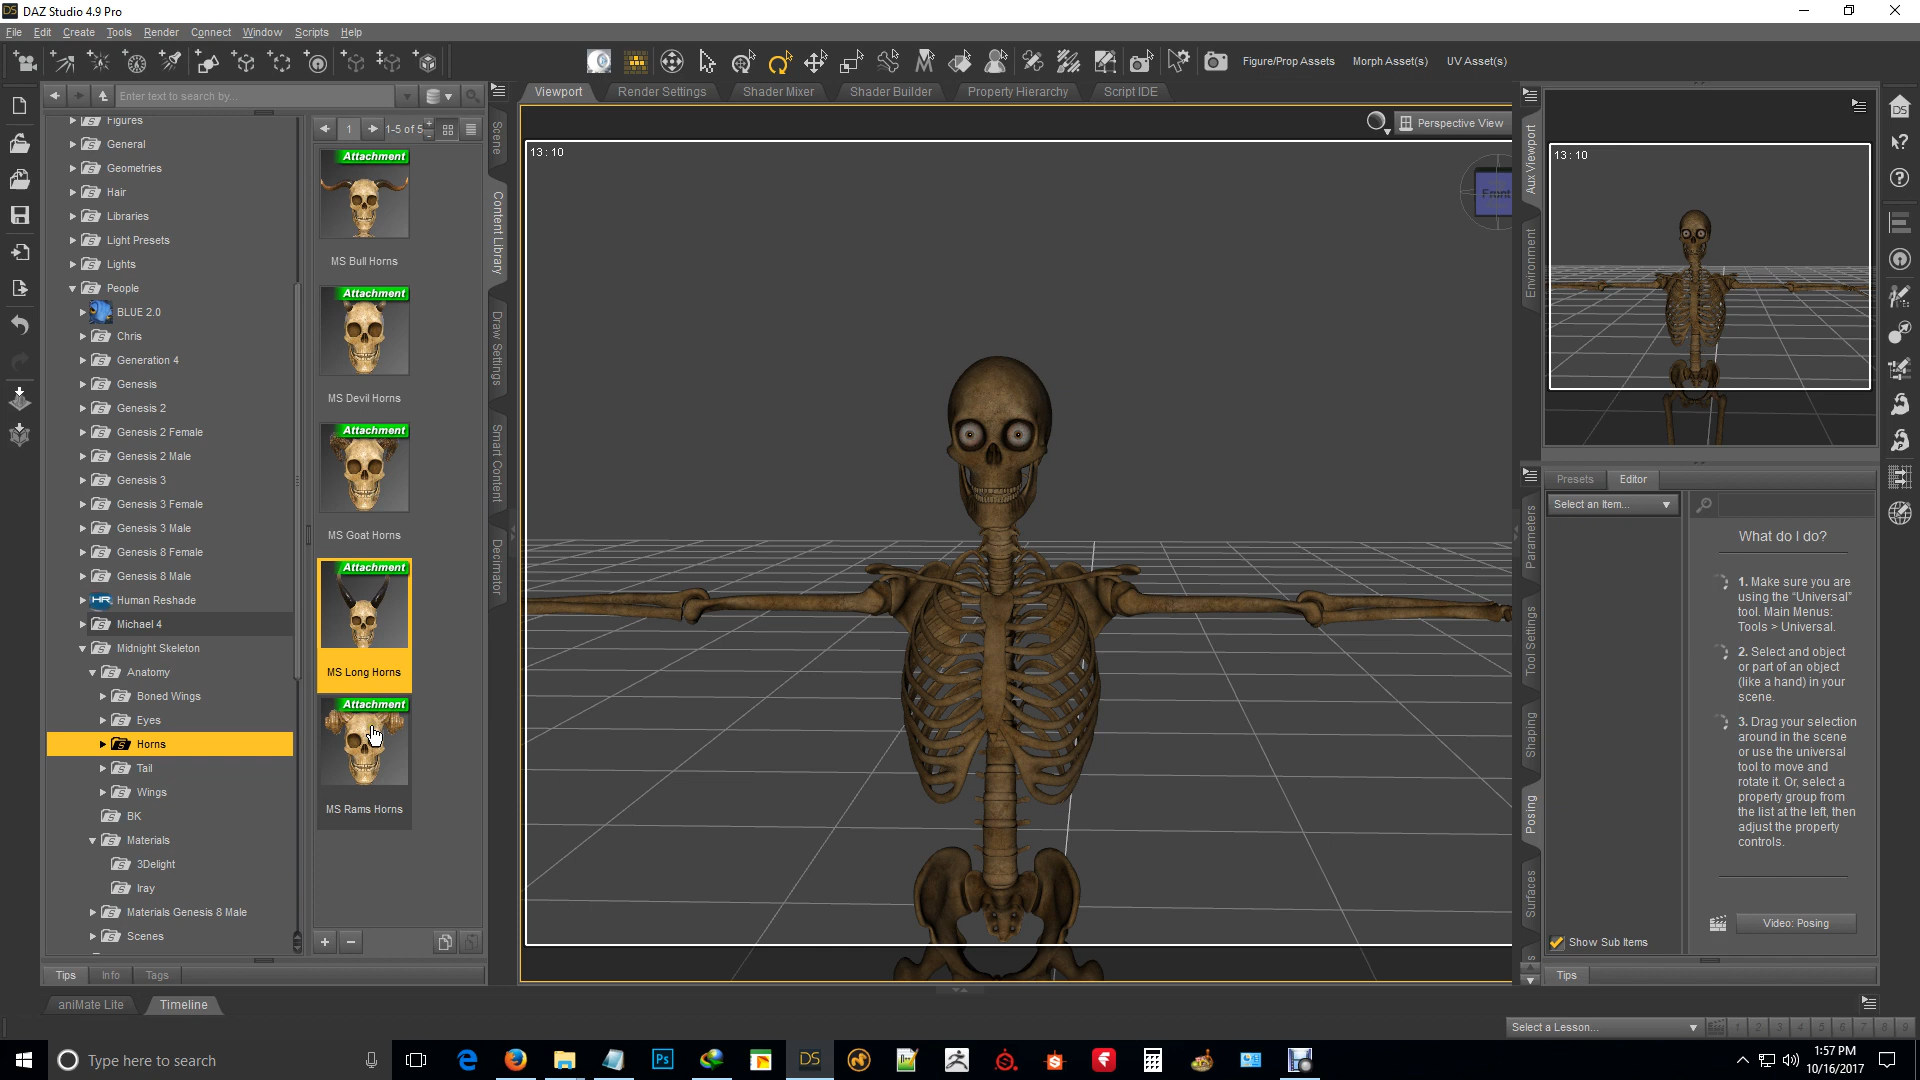 DAZ Studio 4.9 Pro
File Edit Create Tools Render Connect Window Scripts Help
Figure/Prop Assets Morph Asset(s) UV Asset(s)
Enter text to search by...
Viewport Render Settings Shader Mixer Shader Builder Property Hierarchy Script IDE
1 1-5 of 5
Figures
General
Geometries
Hair
Libraries
Light Presets
Lights
People
BLUE 2.0
Chris
Generation 4
Genesis
Genesis 2
Genesis 2 Female
Genesis 2 Male
Genesis 3
Genesis 3 Female
Genesis 3 Male
Genesis 8 Female
Genesis 8 Male
Human Reshade
Michael 4
Midnight Skeleton
Anatomy
Boned Wings
Eyes
Horns
Tail
Wings
BK
Materials
3Delight
Iray
Materials Genesis 8 Male
Scenes
Tips Info Tags
aniMate Lite Timeline
Attachment
MS Bull Horns
Attachment
MS Devil Horns
Attachment
MS Goat Horns
Attachment
MS Long Horns
Attachment
MS Rams Horns
Scene
Content Library
Draw Settings
Smart Content
Decimator
Perspective View
13 : 10
Front
Aux Viewport
Environment
13 : 10
Parameters
Tool Settings
Shaping
Posing
Surfaces
Presets Editor
Select an Item...
What do I do?
1. Make sure you are
using the "Universal"
tool. Main Menus:
Tools > Universal.
2. Select and object
or part of an object
(like a hand) in your
scene.
3. Drag your selection
around in the scene
or use the universal
tool to move and
rotate it. Or, select a
property group from
the list at the left, then
adjust the property
controls.
Video: Posing
Show Sub Items
Tips
Select a Lesson... 1 2 3 4 5 6 7 8 9
Type here to search
1:57 PM
10/16/2017